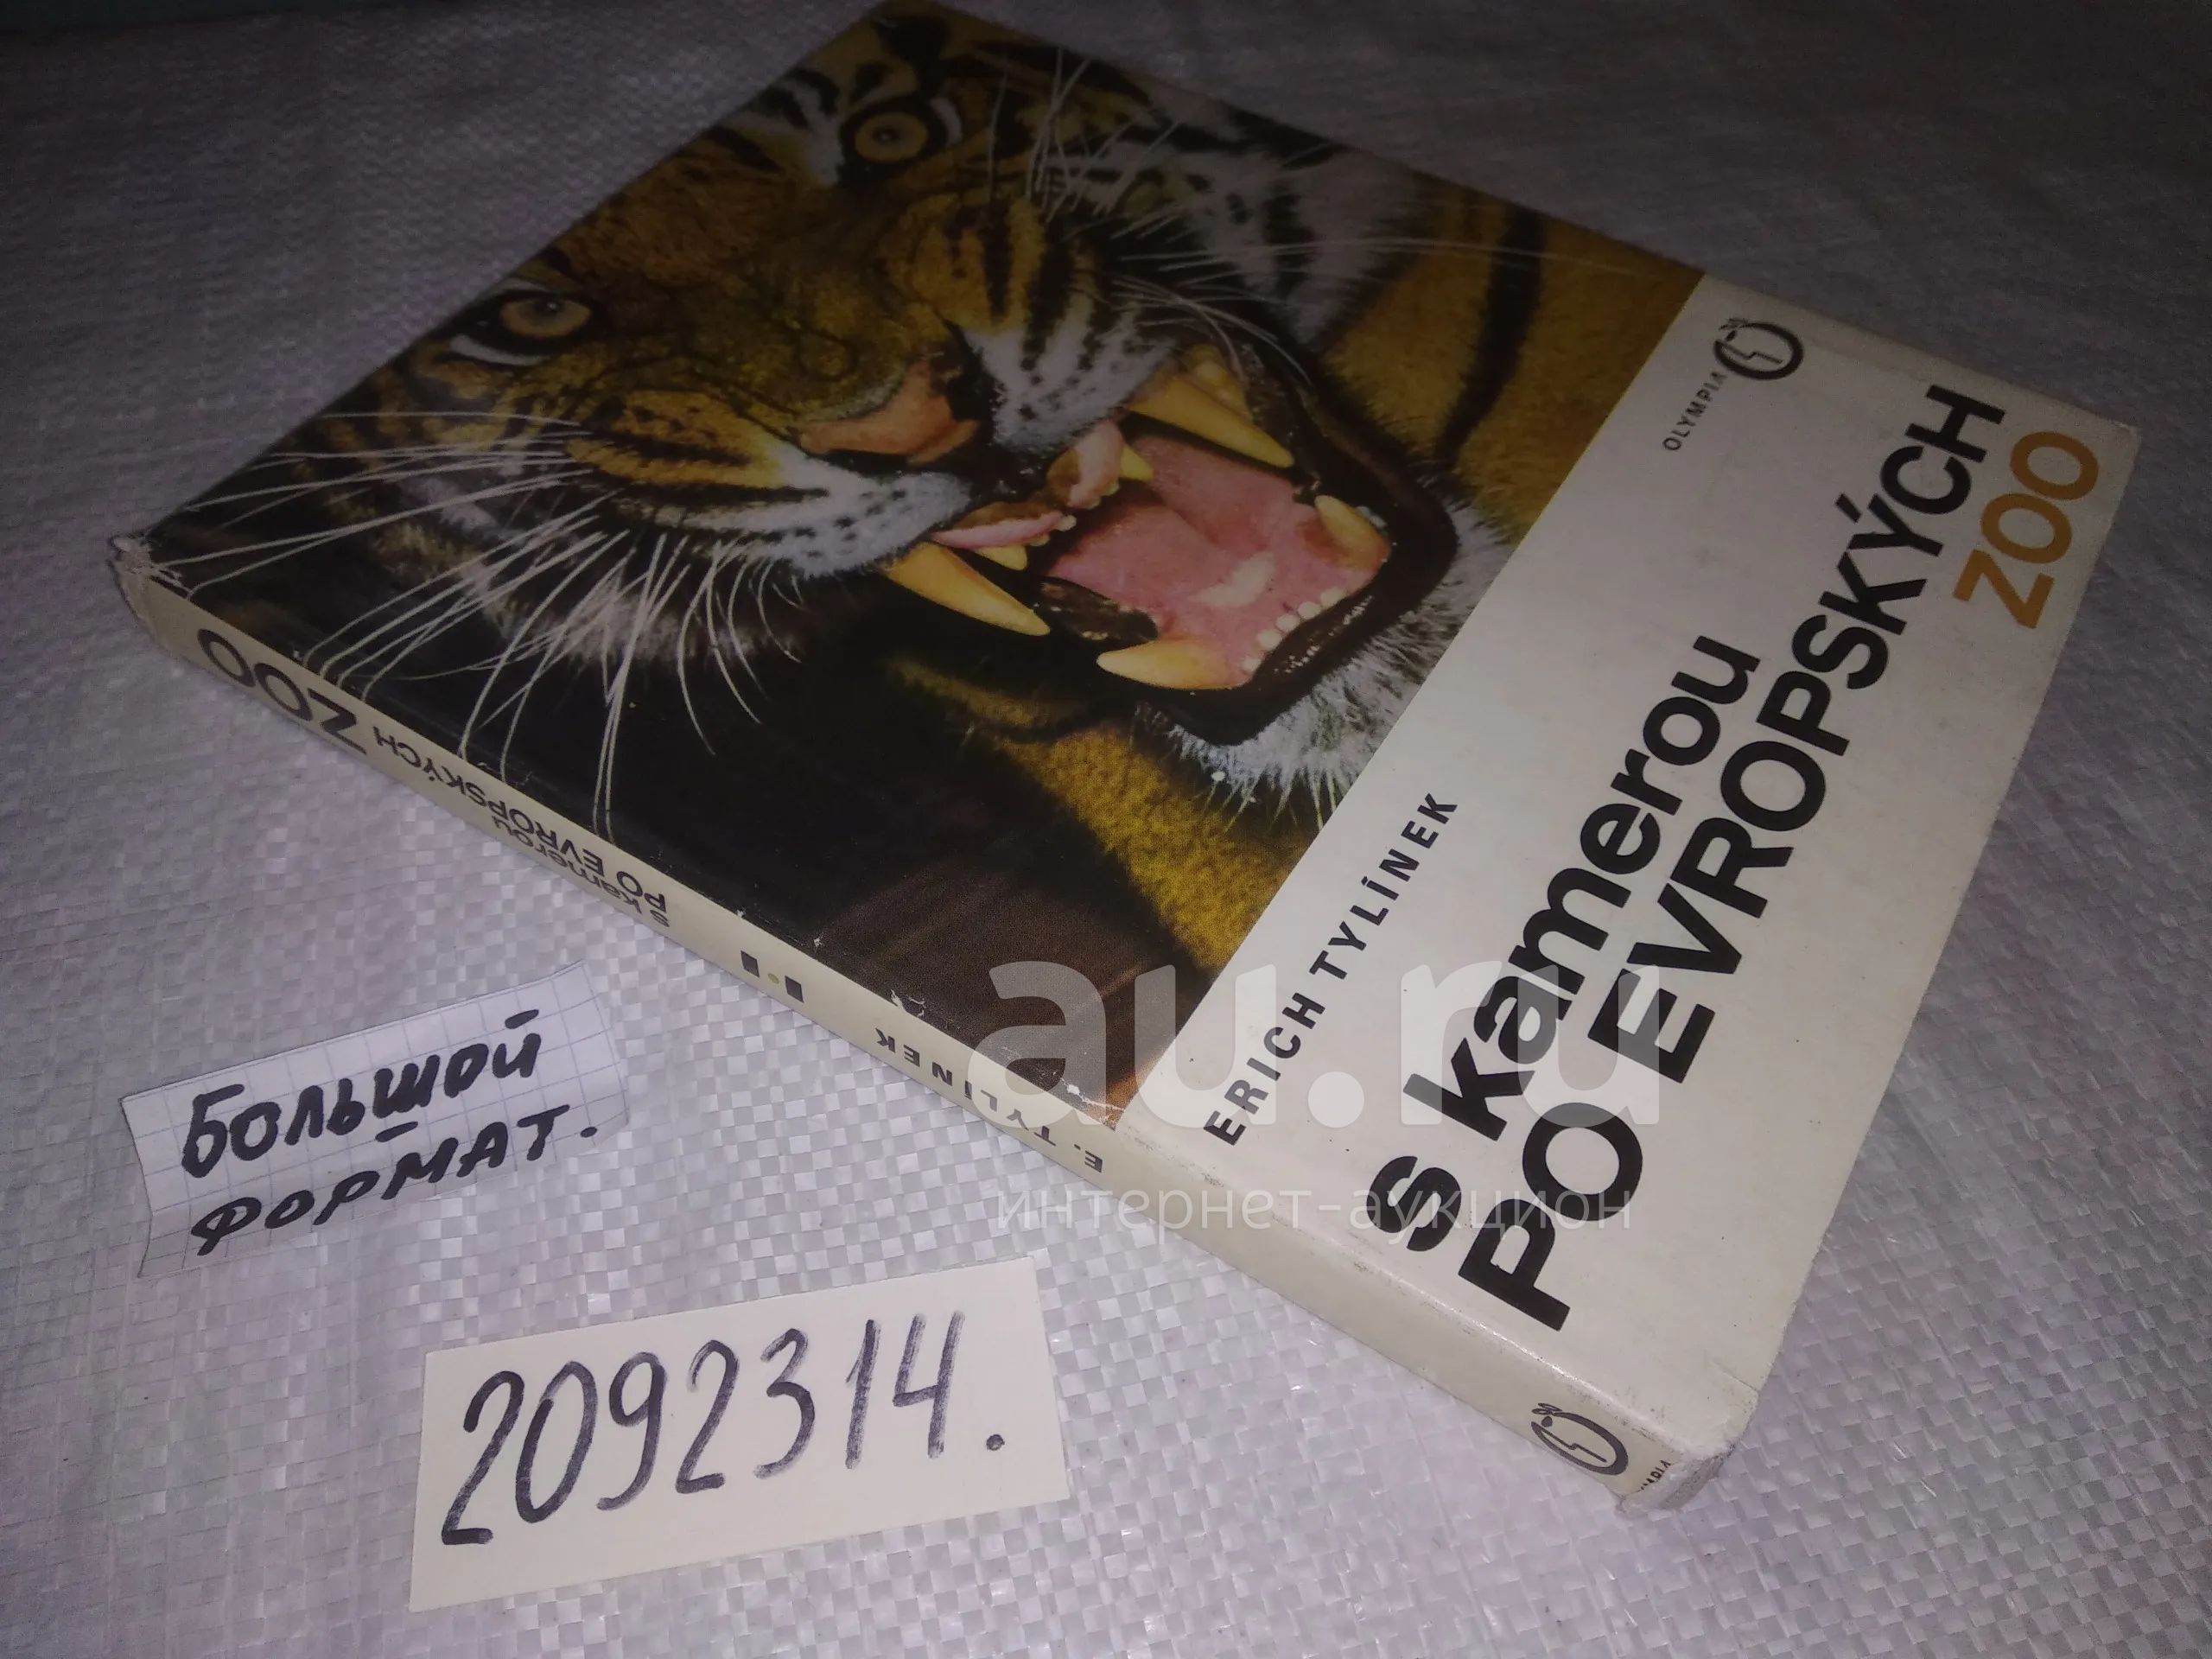 OLYMPIA
ERICH TYLÍNEK
s kamerou
PO EVROPSKÝCH
ZOO
E. TYLÍNEK
s kamerou
PO EVROPSKÝCH
ZOO
au.ru
интернет-аукцион
Большой
формат.
2092314.